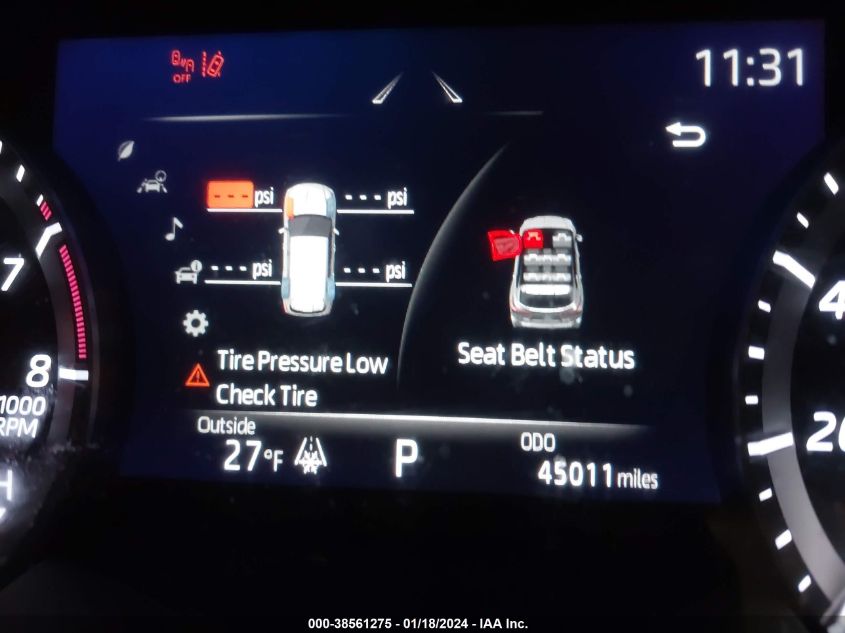 OFF
11:31
--- psi
--- psi
--- psi
--- psi
7
8
1000
RPM
H
Tire Pressure Low
Check Tire
Seat Belt Status
Outside
27°F
P
ODO
45011 miles
4
20
000-38561275 - 01/18/2024 - IAA Inc.